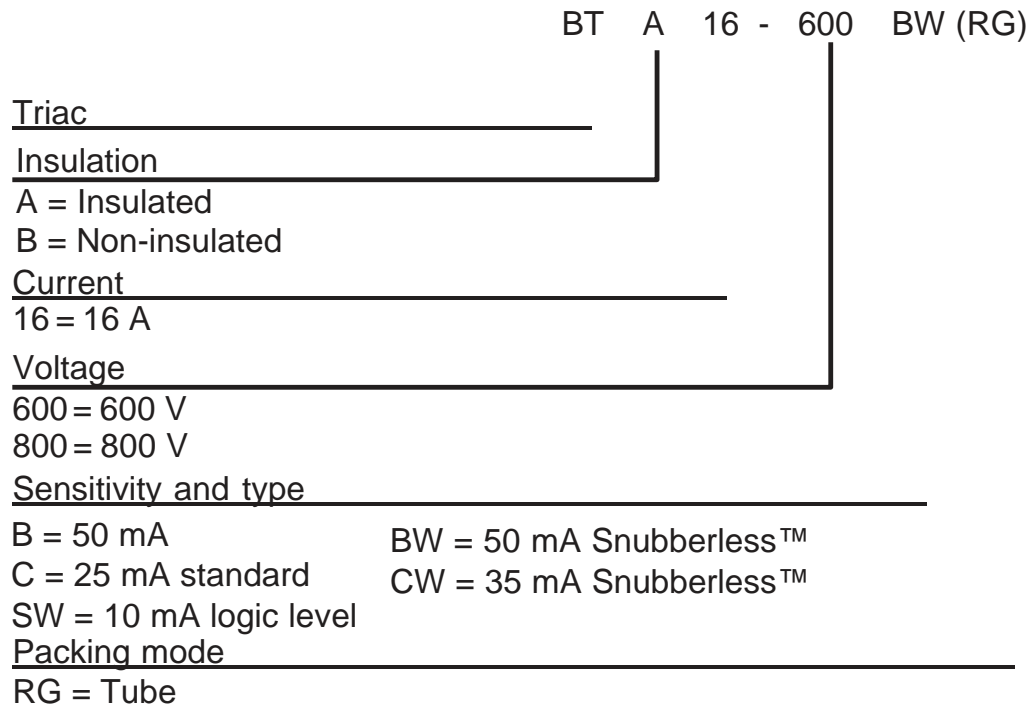 BT A 16 - 600 BW (RG)
Triac
Insulation
A = Insulated
B = Non-insulated
Current
16 = 16 A
Voltage
600 = 600 V
800 = 800 V
Sensitivity and type
B = 50 mA
BW = 50 mA Snubberless™
C = 25 mA standard
CW = 35 mA Snubberless™
SW = 10 mA logic level
Packing mode
RG = Tube